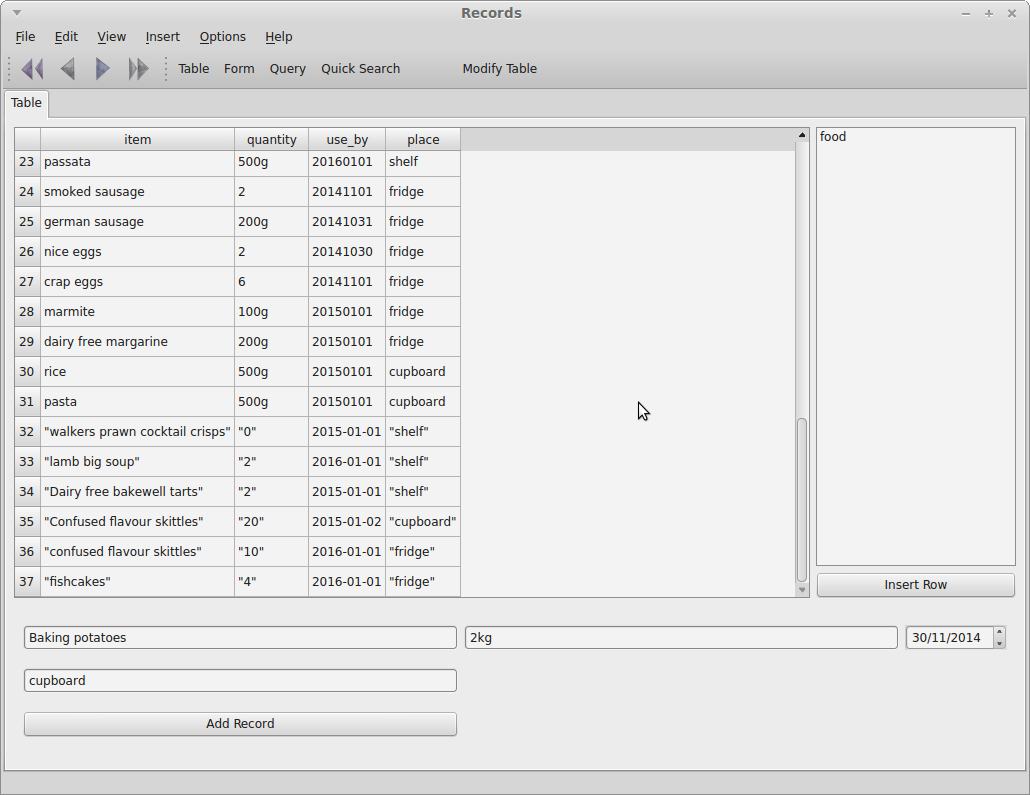 Records
File Edit View Insert Options Help
Table Form Query Quick Search Modify Table
Table
item quantity use_by place
23 passata 500g 20160101 shelf
24 smoked sausage 2 20141101 fridge
25 german sausage 200g 20141031 fridge
26 nice eggs 2 20141030 fridge
27 crap eggs 6 20141101 fridge
28 marmite 100g 20150101 fridge
29 dairy free margarine 200g 20150101 fridge
30 rice 500g 20150101 cupboard
31 pasta 500g 20150101 cupboard
32 "walkers prawn cocktail crisps" "0" 2015-01-01 "shelf"
33 "lamb big soup" "2" 2016-01-01 "shelf"
34 "Dairy free bakewell tarts" "2" 2015-01-01 "shelf"
35 "Confused flavour skittles" "20" 2015-01-02 "cupboard"
36 "confused flavour skittles" "10" 2016-01-01 "fridge"
37 "fishcakes" "4" 2016-01-01 "fridge"
food
Insert Row
Baking potatoes 2kg 30/11/2014
cupboard
Add Record